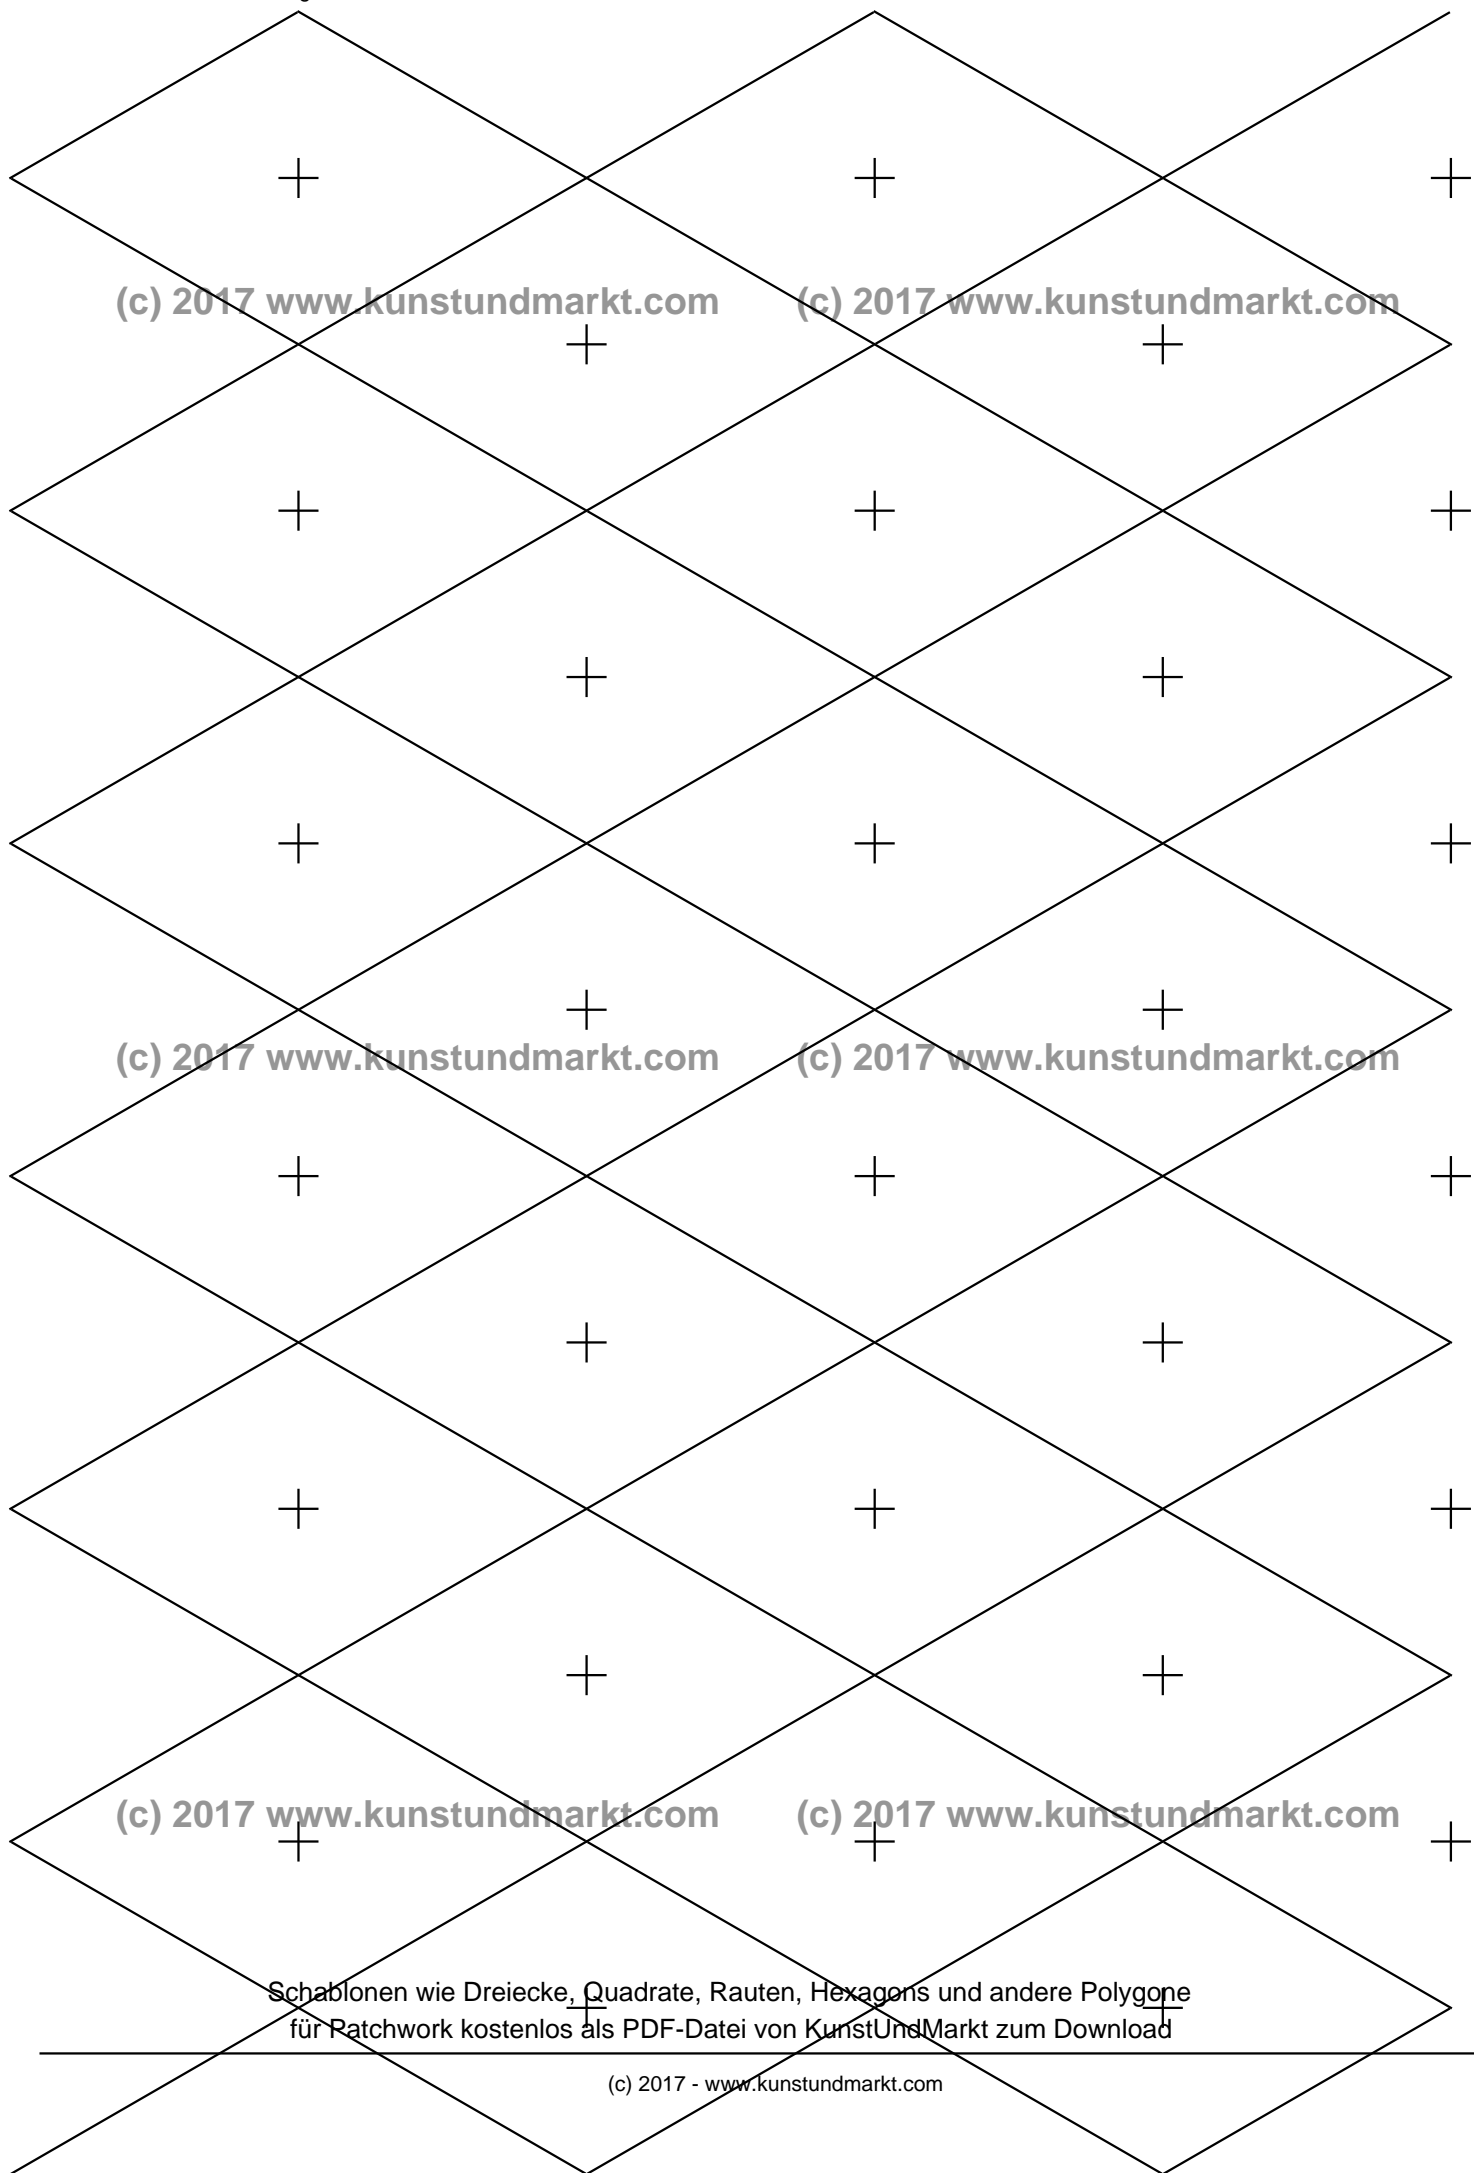 (c) 2017 www.kunstundmarkt.com (c) 2017 www.kunstundmarkt.com
(c) 2017 www.kunstundmarkt.com (c) 2017 www.kunstundmarkt.com
(c) 2017 www.kunstundmarkt.com (c) 2017 www.kunstundmarkt.com
Schablonen wie Dreiecke, Quadrate, Rauten, Hexagons und andere Polygone
für Patchwork kostenlos als PDF-Datei von KunstUndMarkt zum Download
(c) 2017 - www.kunstundmarkt.com